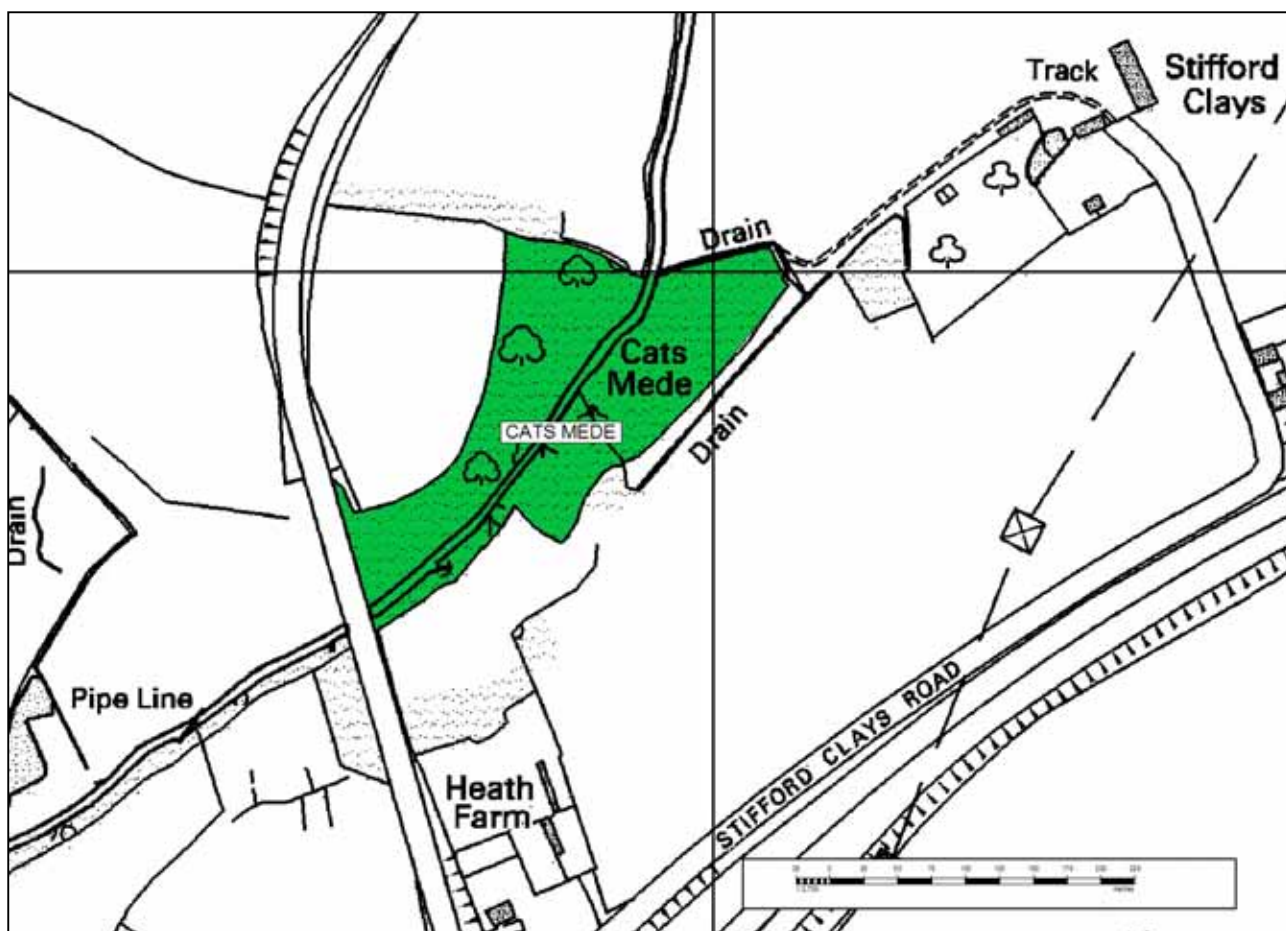 Track
Stifford
Clays
Drain
Cats
Mede
CATS MEDE
Drain
Drain
Pipe Line
STIFFORD CLAYS ROAD
Heath
Farm